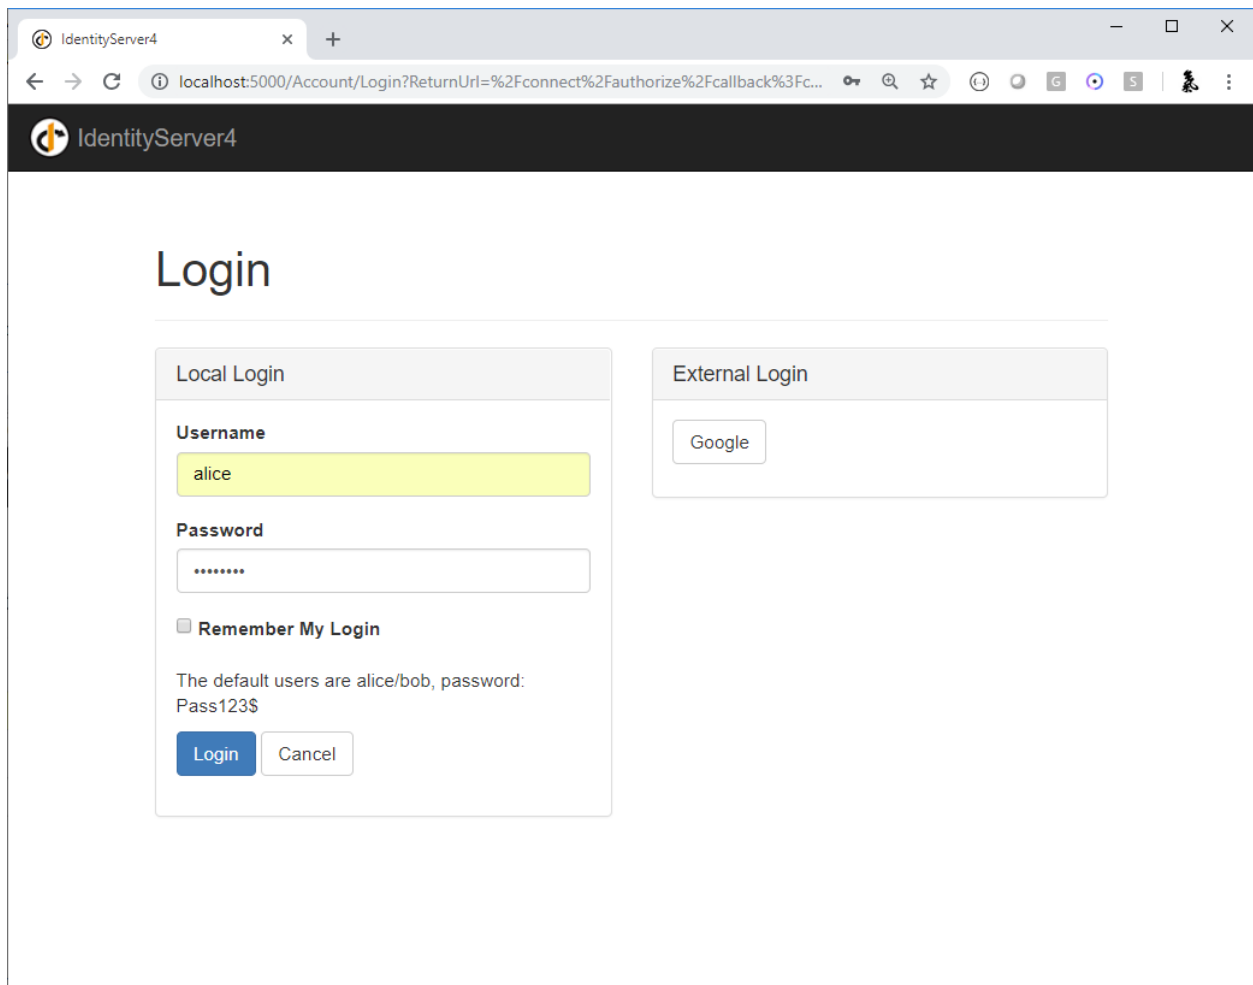 IdentityServer4
localhost:5000/Account/Login?ReturnUrl=%2Fconnect%2Fauthorize%2Fcallback%3Fc...
G
S
IdentityServer4
Login
Local Login
Username
alice
Password
••••••••
Remember My Login
The default users are alice/bob, password:
Pass123$
Login Cancel
External Login
Google